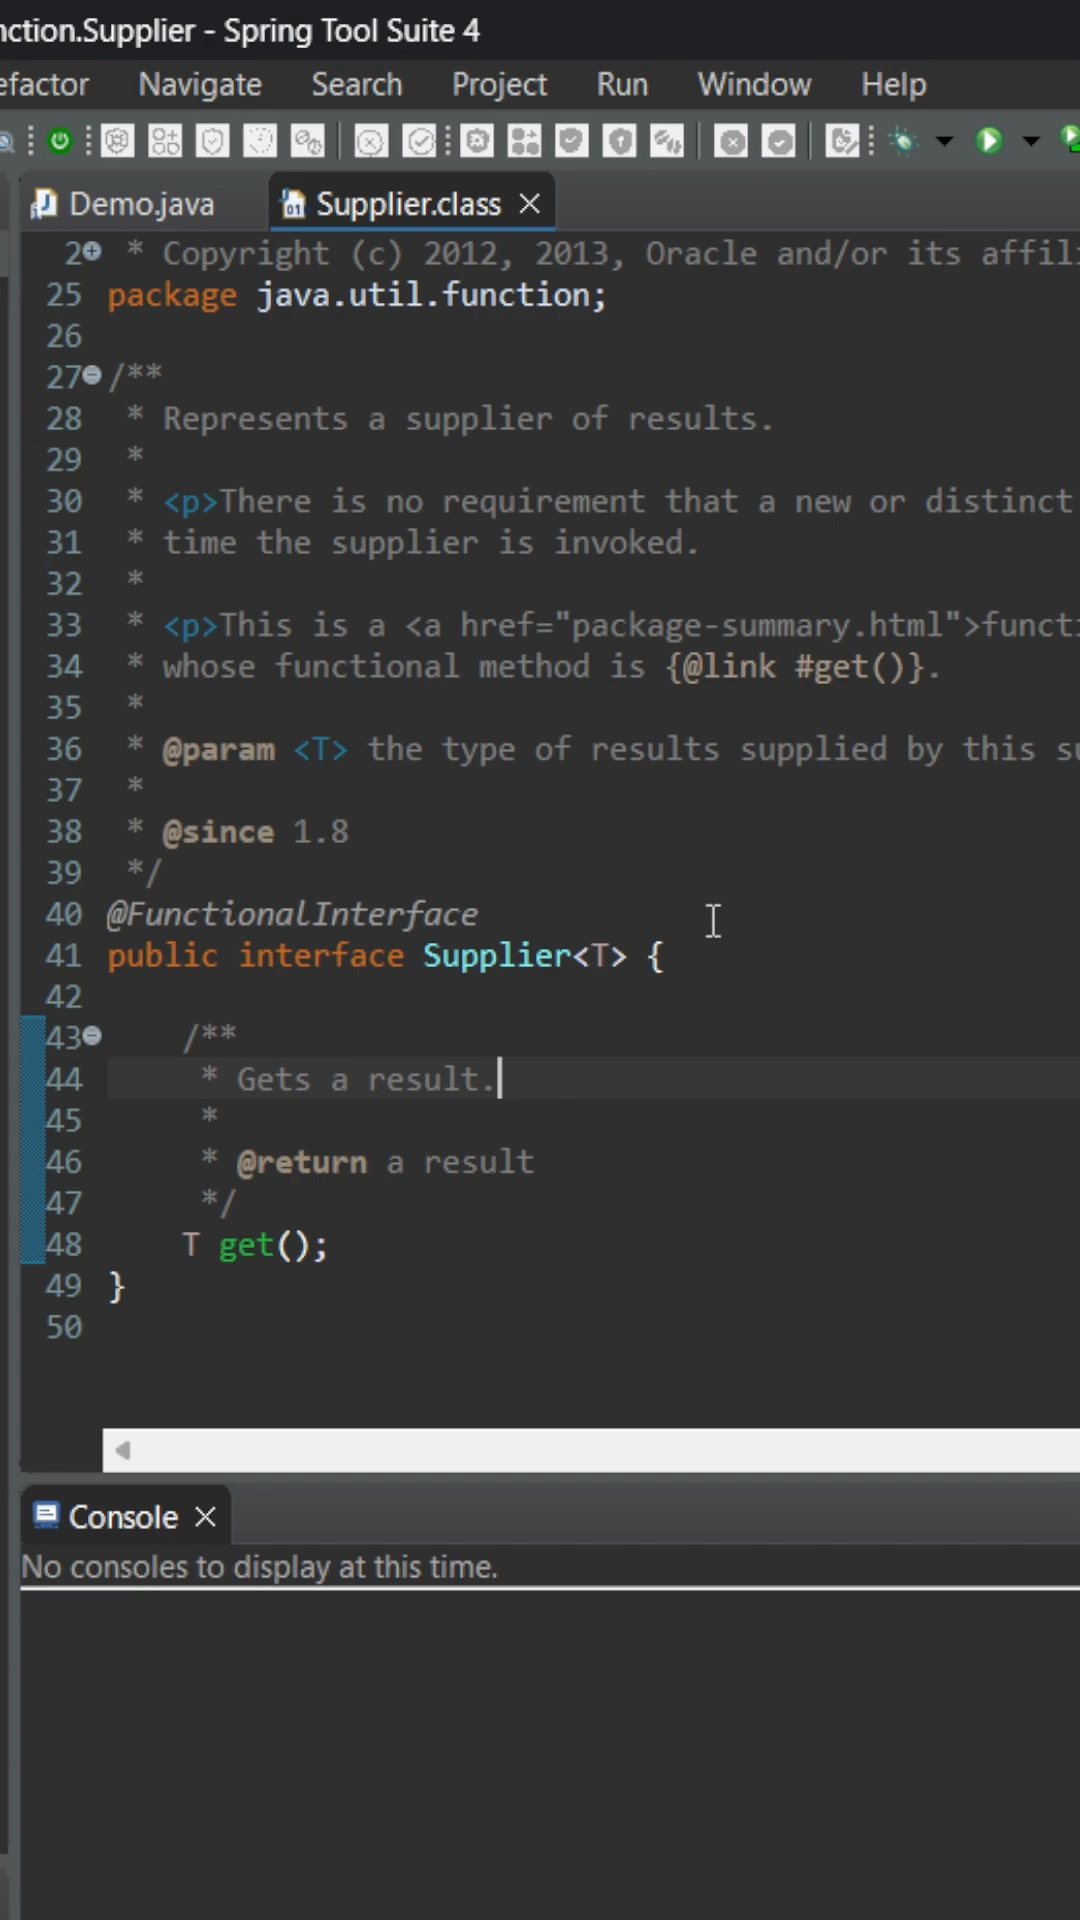 nction.Supplier - Spring Tool Suite 4
efactor Navigate Search Project Run Window Help
Demo.java Supplier.class
2 * Copyright (c) 2012, 2013, Oracle and/or its affili
25 package java.util.function;
26
27 /**
28 * Represents a supplier of results.
29 *
30 * <p>There is no requirement that a new or distinct
31 * time the supplier is invoked.
32 *
33 * <p>This is a <a href="package-summary.html">functi
34 * whose functional method is {@link #get()}.
35 *
36 * @param <T> the type of results supplied by this su
37 *
38 * @since 1.8
39 */
40 @FunctionalInterface
41 public interface Supplier<T> {
42
43 /**
44 * Gets a result.
45 *
46 * @return a result
47 */
48 T get();
49 }
50
Console
No consoles to display at this time.